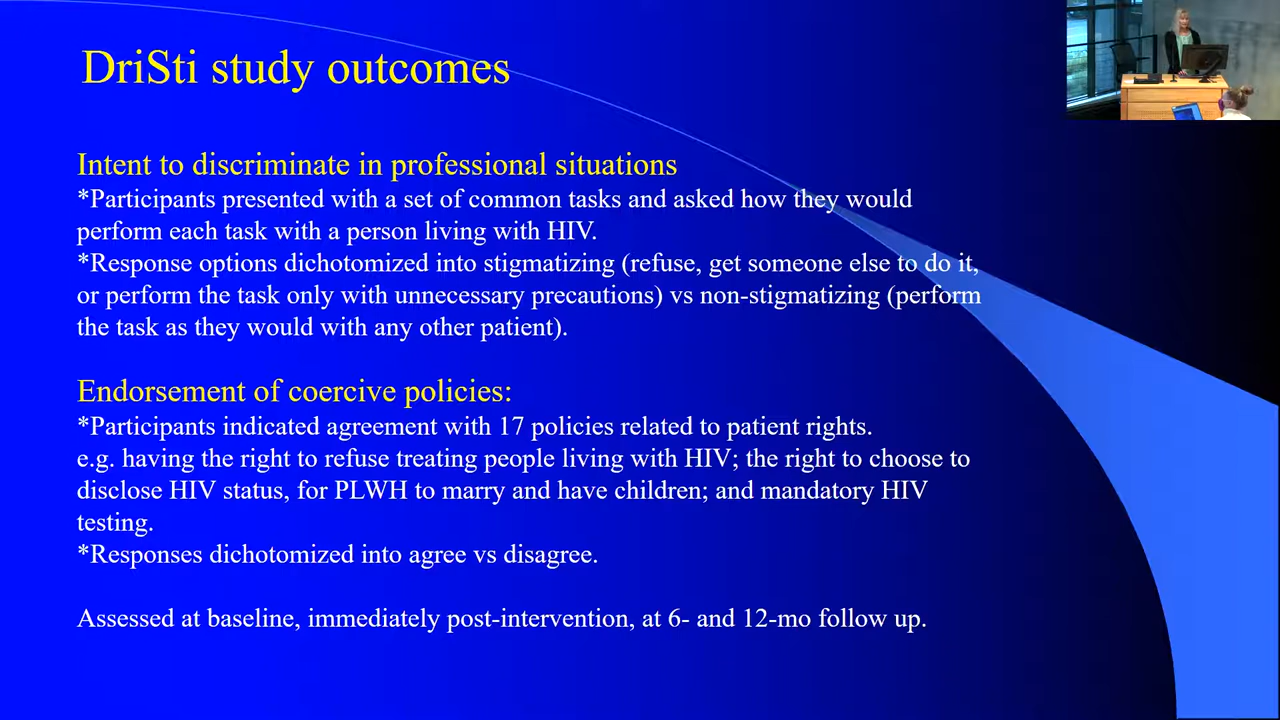 DriSti study outcomes
Intent to discriminate in professional situations
*Participants presented with a set of common tasks and asked how they would
perform each task with a person living with HIV.
*Response options dichotomized into stigmatizing (refuse, get someone else to do it,
or perform the task only with unnecessary precautions) vs non-stigmatizing (perform
the task as they would with any other patient).
Endorsement of coercive policies:
*Participants indicated agreement with 17 policies related to patient rights.
e.g. having the right to refuse treating people living with HIV; the right to choose to
disclose HIV status, for PLWH to marry and have children; and mandatory HIV
testing.
*Responses dichotomized into agree vs disagree.
Assessed at baseline, immediately post-intervention, at 6- and 12-mo follow up.